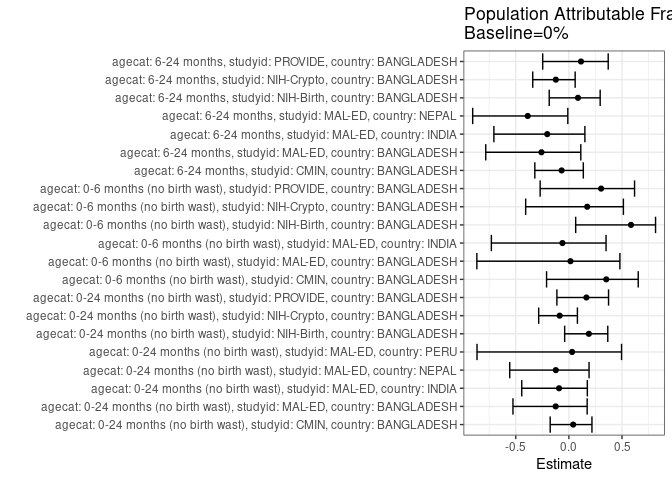 Population Attributable Fra
Baseline=0%
agecat: 6-24 months, studyid: PROVIDE, country: BANGLADESH
agecat: 6-24 months, studyid: NIH-Crypto, country: BANGLADESH
agecat: 6-24 months, studyid: NIH-Birth, country: BANGLADESH
agecat: 6-24 months, studyid: MAL-ED, country: NEPAL
agecat: 6-24 months, studyid: MAL-ED, country: INDIA
agecat: 6-24 months, studyid: MAL-ED, country: BANGLADESH
agecat: 6-24 months, studyid: CMIN, country: BANGLADESH
agecat: 0-6 months (no birth wast), studyid: PROVIDE, country: BANGLADESH
agecat: 0-6 months (no birth wast), studyid: NIH-Crypto, country: BANGLADESH
agecat: 0-6 months (no birth wast), studyid: NIH-Birth, country: BANGLADESH
agecat: 0-6 months (no birth wast), studyid: MAL-ED, country: INDIA
agecat: 0-6 months (no birth wast), studyid: MAL-ED, country: BANGLADESH
agecat: 0-6 months (no birth wast), studyid: CMIN, country: BANGLADESH
agecat: 0-24 months (no birth wast), studyid: PROVIDE, country: BANGLADESH
agecat: 0-24 months (no birth wast), studyid: NIH-Crypto, country: BANGLADESH
agecat: 0-24 months (no birth wast), studyid: NIH-Birth, country: BANGLADESH
agecat: 0-24 months (no birth wast), studyid: MAL-ED, country: PERU
agecat: 0-24 months (no birth wast), studyid: MAL-ED, country: NEPAL
agecat: 0-24 months (no birth wast), studyid: MAL-ED, country: INDIA
agecat: 0-24 months (no birth wast), studyid: MAL-ED, country: BANGLADESH
agecat: 0-24 months (no birth wast), studyid: CMIN, country: BANGLADESH
-0.5 0.0 0.5
Estimate